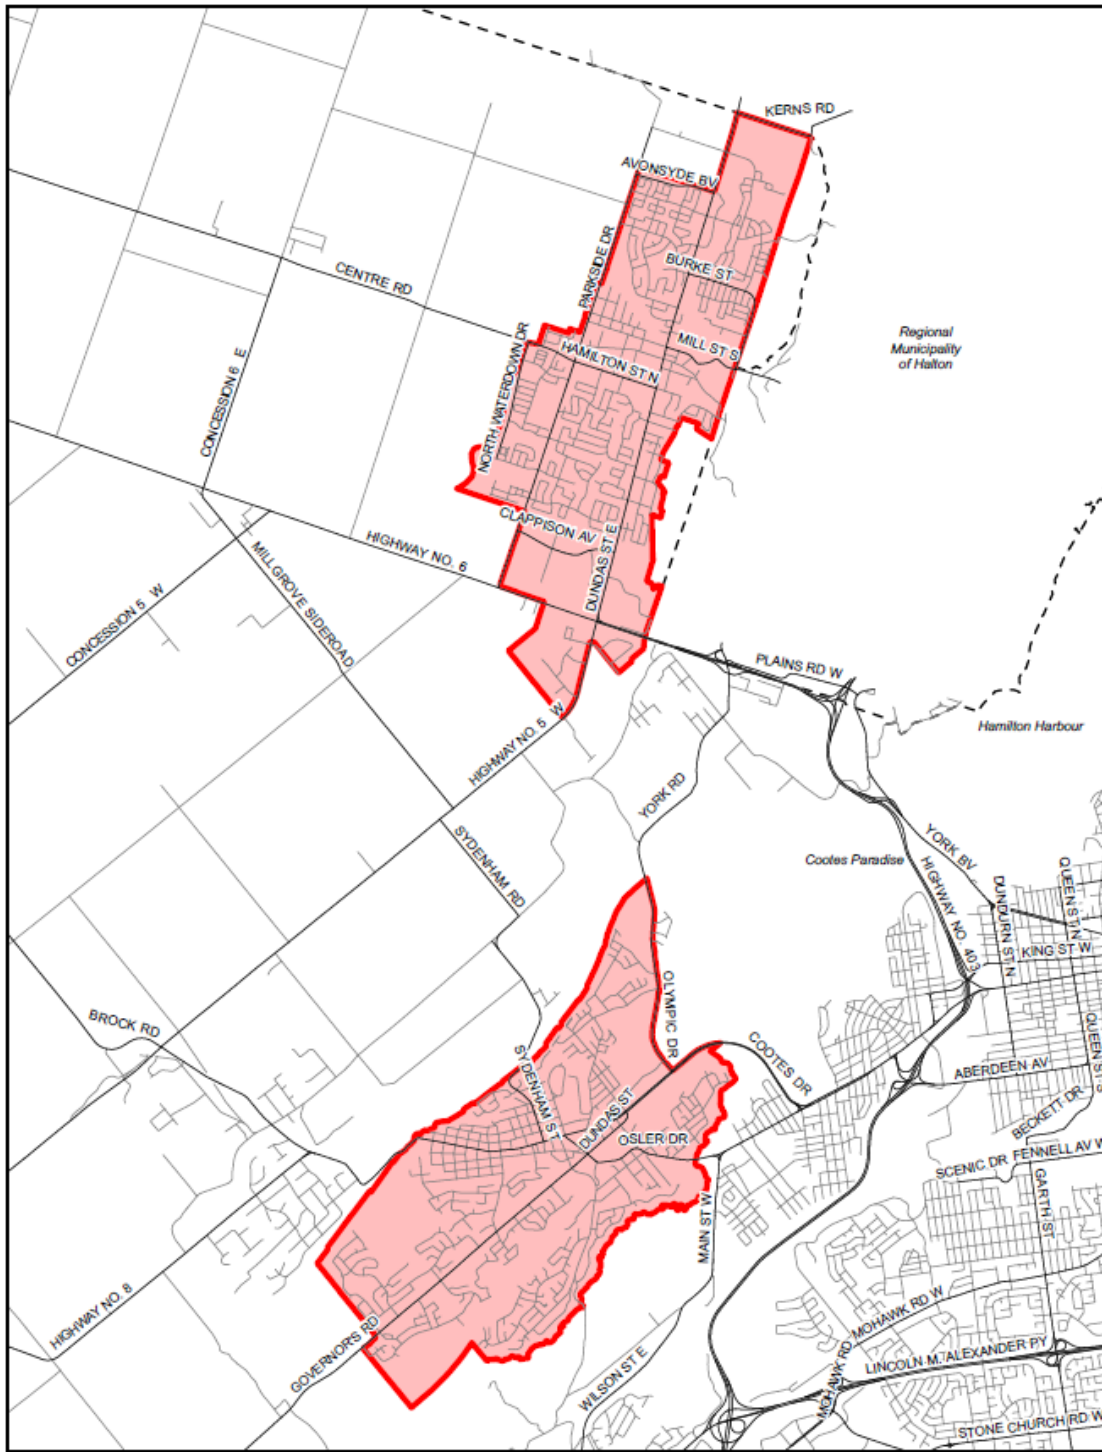 KERNS RD
AVONSYDE BV
PARKSIDE DR
BURKE ST
CENTRE RD
MILL ST S
Regional
Municipality
of Halton
HAMILTON ST N
NORTH WATERDOWN DR
CONCESSION 6 E
CLAPPISON AV
HIGHWAY NO. 6
DUNDAS ST E
MILLGROVE SIDEROAD
CONCESSION 5 W
PLAINS RD W
HIGHWAY NO. 5 W
Hamilton Harbour
YORK RD
SYDENHAM RD
Cootes Paradise
YORK BV
HIGHWAY NO. 403
DUNDURN ST N
QUEEN ST N
KING ST W
OLYMPIC DR
BROCK RD
COOTES DR
QUEEN ST S
SYDENHAM ST
ABERDEEN AV
DUNDAS ST
OSLER DR
BECKETT DR
SCENIC DR
FENNELL AV W
GARTH ST
MAIN ST W
HIGHWAY NO. 8
GOVERNOR'S RD
MOHAWK RD W
WILSON ST E
MOHAWK RD
LINCOLN M. ALEXANDER PY
STONE CHURCH RD W